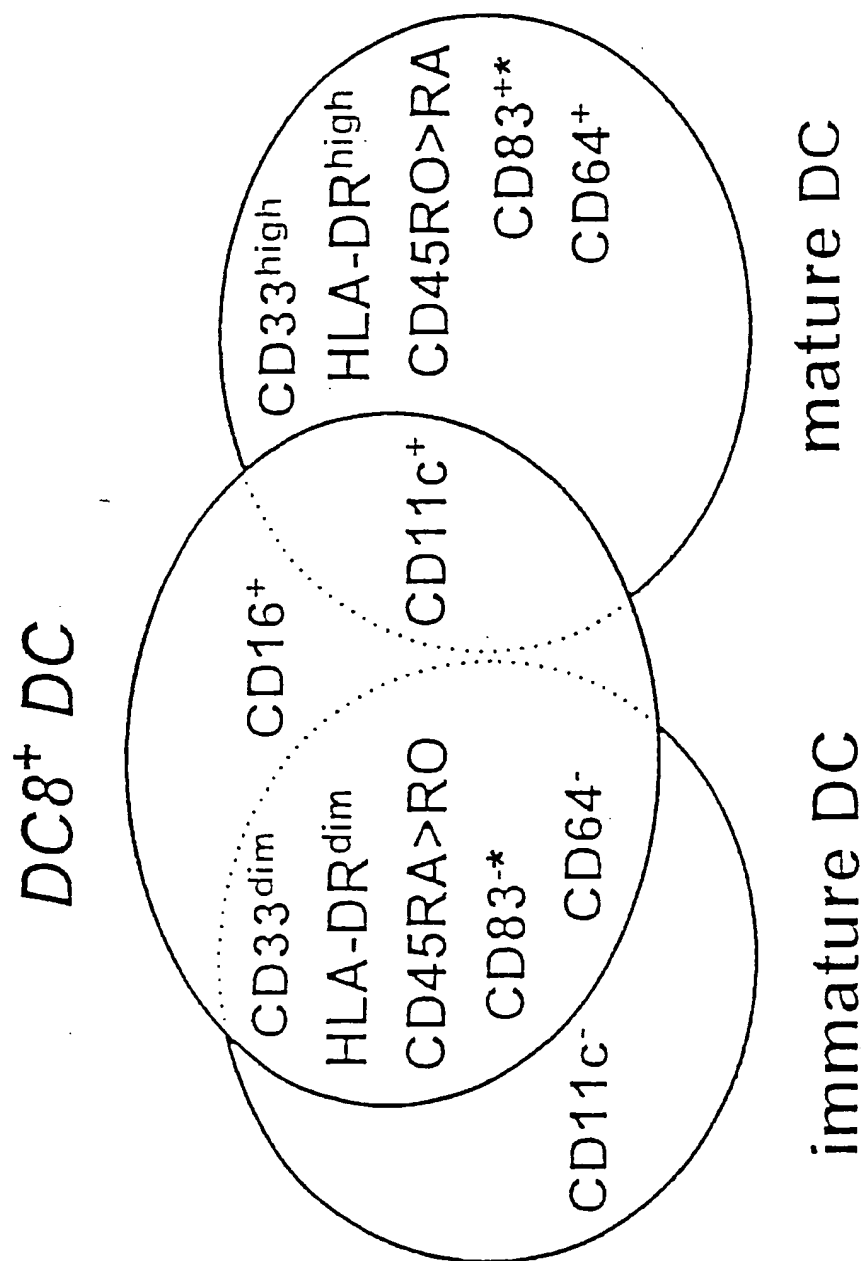 DC8⁺ DC
CD16⁺
CD33ᵈⁱᵐ
HLA-DRᵈⁱᵐ
CD45RA>RO
CD83⁻*
CD64⁻
CD11c⁻
CD11c⁺
CD33ʰⁱᵍʰ
HLA-DRʰⁱᵍʰ
CD45RO>RA
CD83⁺*
CD64⁺
immature DC
mature DC